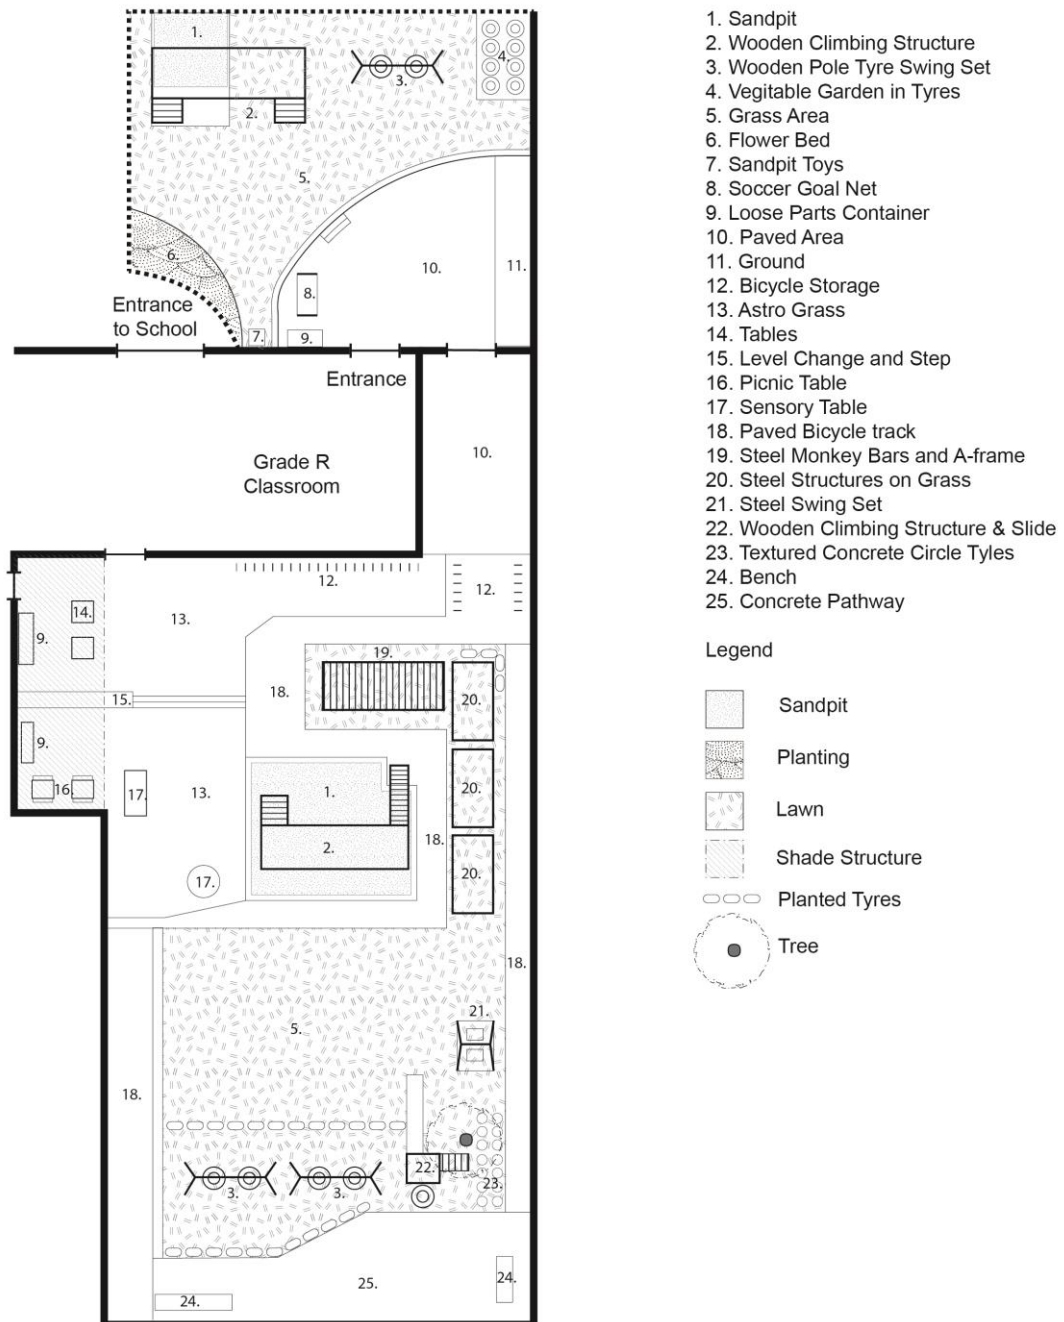 1.
4.
3.
2.
5.
6.
10.
11.
8.
Entrance
to School
7.
9.
Entrance
Grade R
Classroom
10.
12.
12.
14.
13.
9.
19.
18.
15.
20.
9.
16.
17.
13.
1.
20.
18.
2.
20.
17.
18.
21.
5.
18.
22.
23.
3.
3.
25.
24.
24.
1. Sandpit
2. Wooden Climbing Structure
3. Wooden Pole Tyre Swing Set
4. Vegitable Garden in Tyres
5. Grass Area
6. Flower Bed
7. Sandpit Toys
8. Soccer Goal Net
9. Loose Parts Container
10. Paved Area
11. Ground
12. Bicycle Storage
13. Astro Grass
14. Tables
15. Level Change and Step
16. Picnic Table
17. Sensory Table
18. Paved Bicycle track
19. Steel Monkey Bars and A-frame
20. Steel Structures on Grass
21. Steel Swing Set
22. Wooden Climbing Structure & Slide
23. Textured Concrete Circle Tyles
24. Bench
25. Concrete Pathway
Legend
Sandpit
Planting
Lawn
Shade Structure
Planted Tyres
Tree